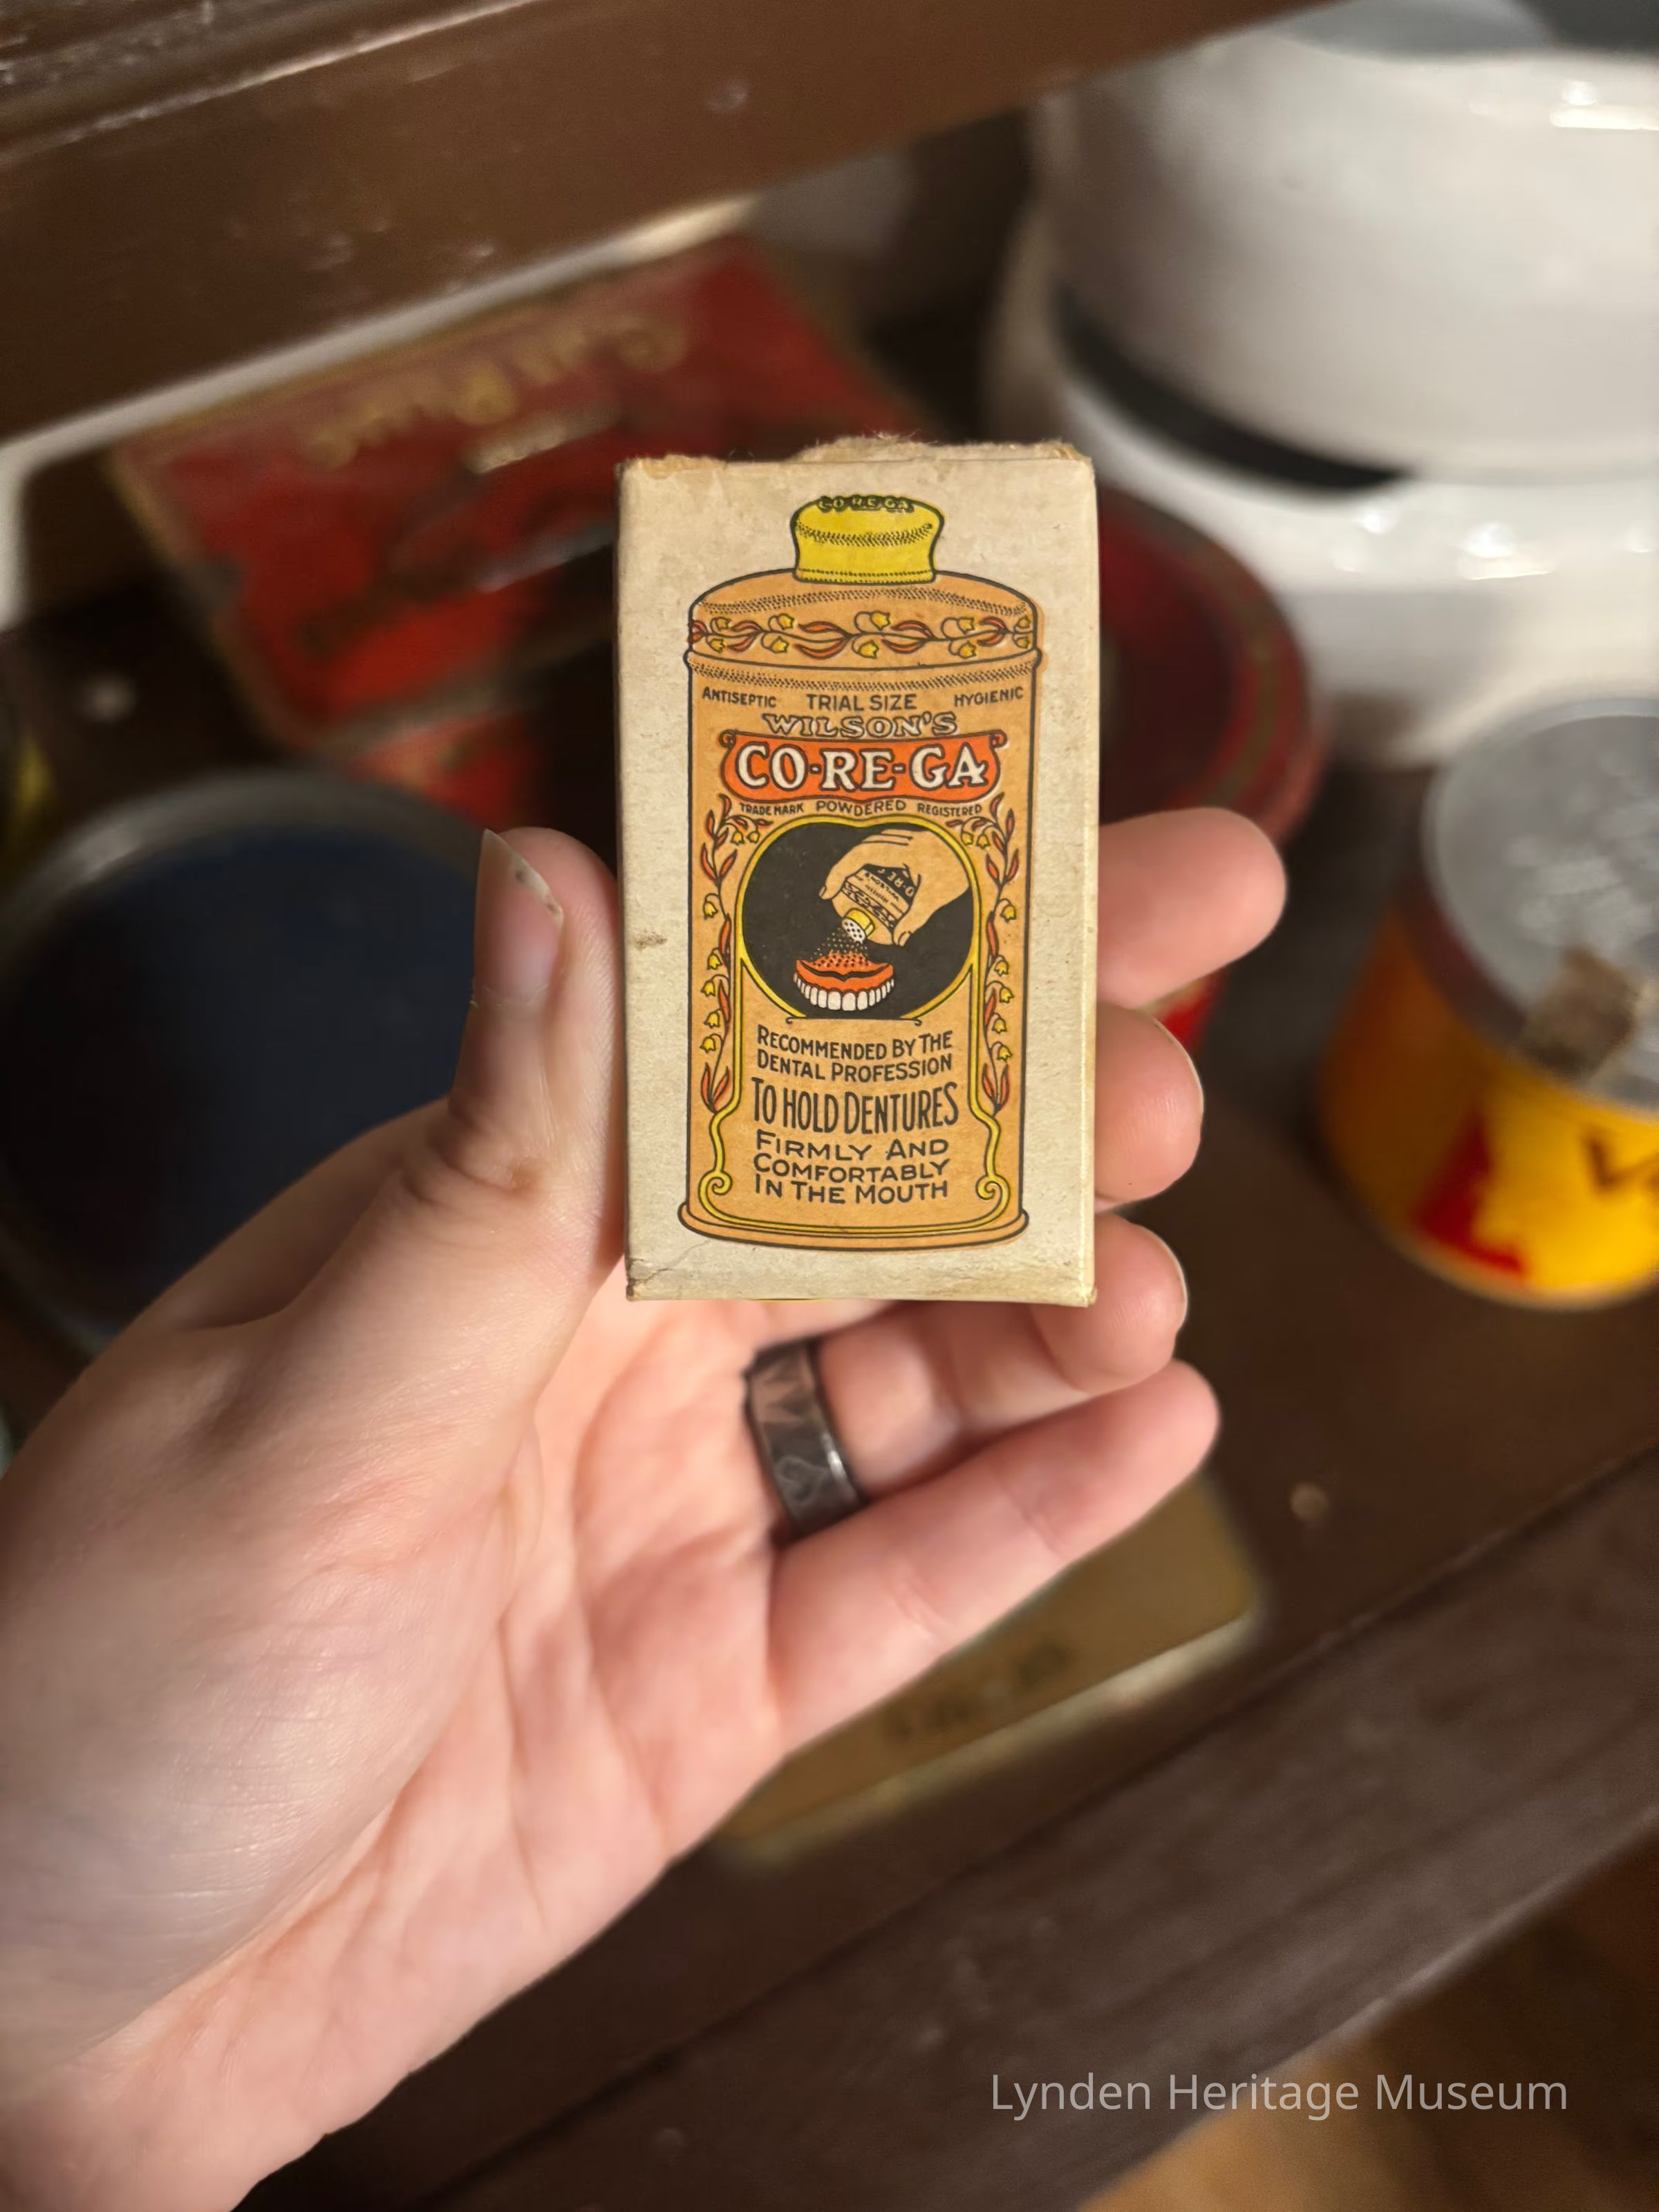 CO-RE-GA
ANTISEPTIC TRIAL SIZE HYGIENIC
WILSON'S
CO-RE-GA
TRADE MARK POWDERED REGISTERED
RECOMMENDED BY THE
DENTAL PROFESSION
TO HOLD DENTURES
FIRMLY AND
COMFORTABLY
IN THE MOUTH
Lynden Heritage Museum